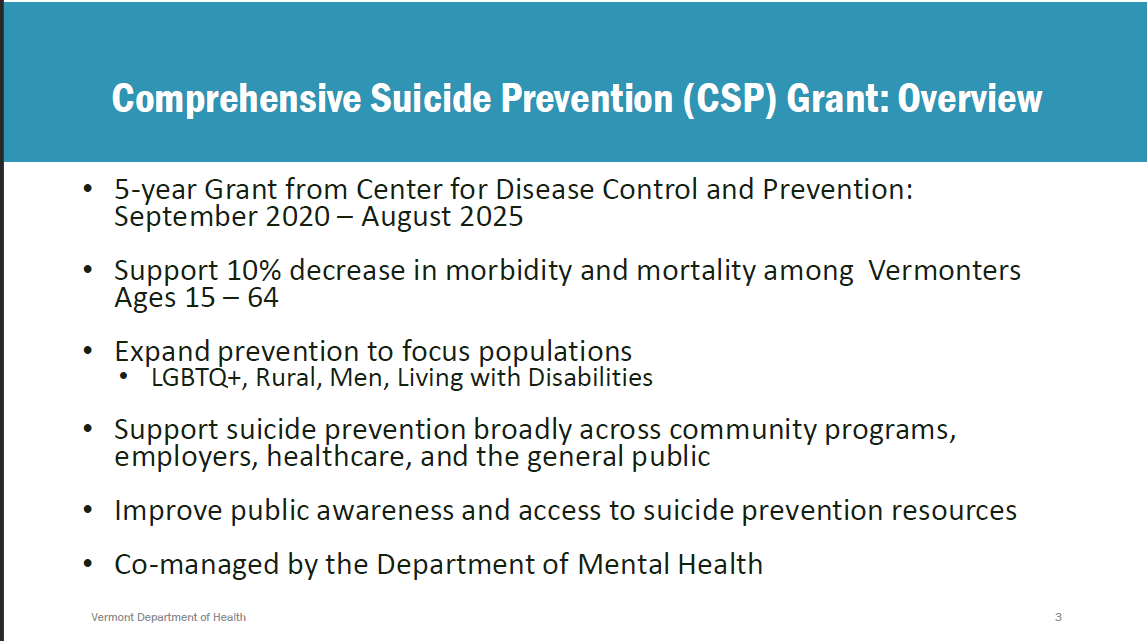 Comprehensive Suicide Prevention (CSP) Grant: Overview
• 5-year Grant from Center for Disease Control and Prevention:
September 2020 – August 2025
• Support 10% decrease in morbidity and mortality among  Vermonters
Ages 15 – 64
• Expand prevention to focus populations
• LGBTQ+, Rural, Men, Living with Disabilities
• Support suicide prevention broadly across community programs,
employers, healthcare, and the general public
• Improve public awareness and access to suicide prevention resources
• Co-managed by the Department of Mental Health
Vermont Department of Health
3